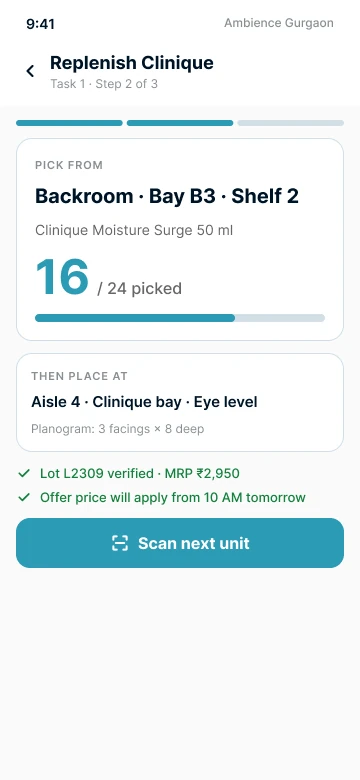 9:41
Ambience Gurgaon
Replenish Clinique
Task 1 · Step 2 of 3
PICK FROM
Backroom · Bay B3 · Shelf 2
Clinique Moisture Surge 50 ml
16 / 24 picked
THEN PLACE AT
Aisle 4 · Clinique bay · Eye level
Planogram: 3 facings × 8 deep
Lot L2309 verified · MRP ₹2,950
Offer price will apply from 10 AM tomorrow
Scan next unit